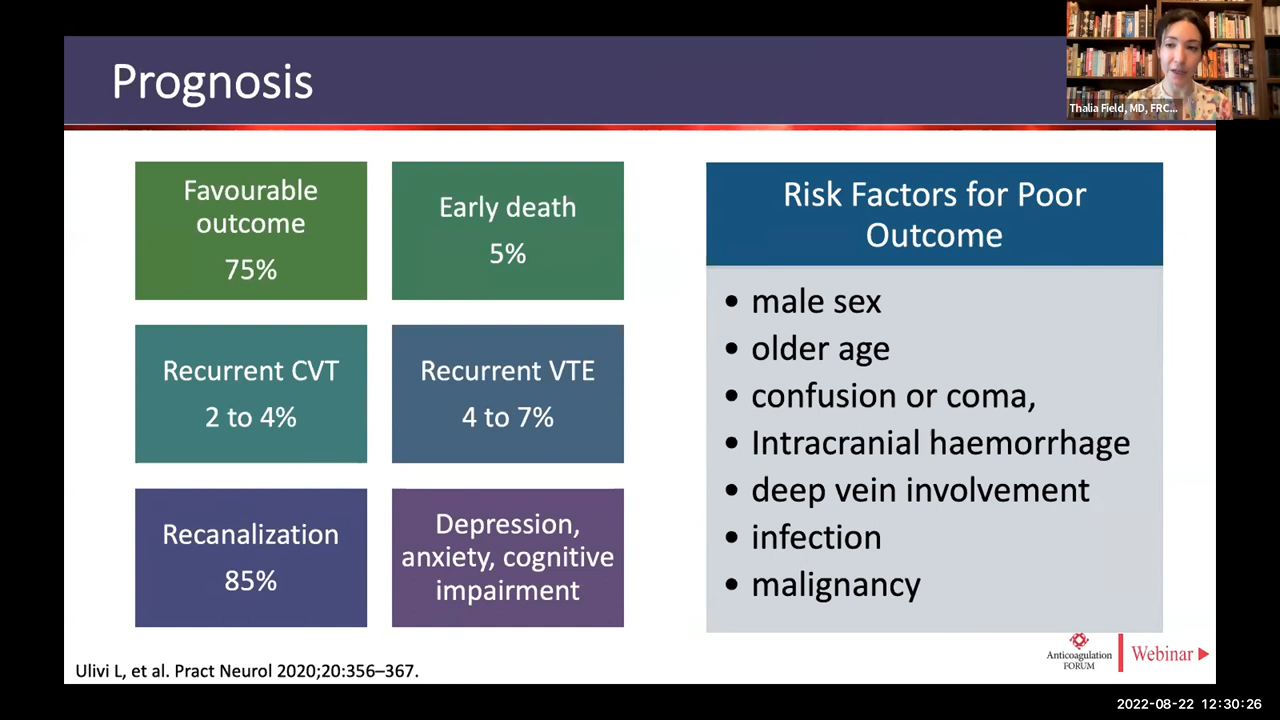 Prognosis
Thalia Field, MD, FRC...
Favourable
outcome
75%
Early death
5%
Recurrent CVT
2 to 4%
Recurrent VTE
4 to 7%
Recanalization
85%
Depression,
anxiety, cognitive
impairment
Risk Factors for Poor
Outcome
• male sex
• older age
• confusion or coma,
• Intracranial haemorrhage
• deep vein involvement
• infection
• malignancy
Anticoagulation
FORUM
Webinar
Ulivi L, et al. Pract Neurol 2020;20:356–367.
2022-08-22 12:30:26